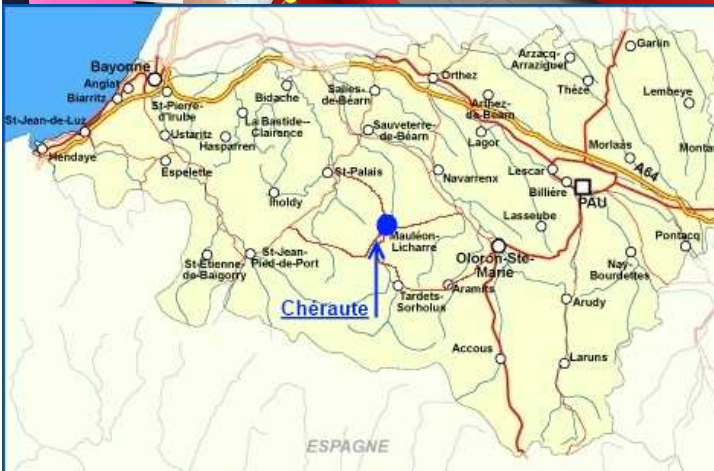 Garlin
Arzacq-
Arraziguet
Bayonne
Anglat
Biarritz
Orthez
Thèze
Lembeye
Bidache
Salies-
de-Béarn
St-Pierre-
d'Irube
Arthez-
de-Béarn
St-Jean-de-Luz
La Bastide--
Clairence
Ustaritz
Hasparren
Sauveterre-
de-Béarn
Lagor
Morlaas
Hendaye
Lescar
A64
Espelette
St-Palais
Navarrenx
Billière
PAU
Iholdy
Lasseube
Mauléon-
Licharre
Pontacq
St-Etienne-
de-Baigorry
St-Jean-
Pied-de-Port
Oloron-Ste-
Marie
Nay-
Bourdettes
Chéraute
Tardets-
Sorholus
Aramits
Arudy
Accous
Laruns
ESPAGNE